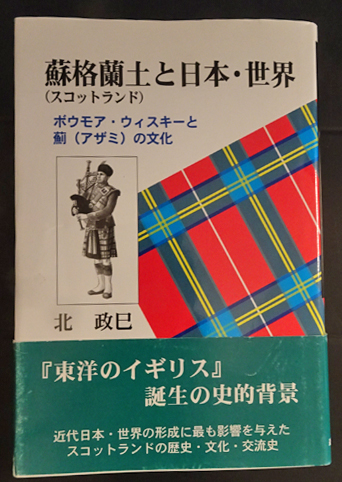 蘇格蘭土と日本・世界
(スコットランド)
ボウモア・ウィスキーと
薊（アザミ）の文化
北 政巳
『東洋のイギリス』
誕生の史的背景
近代日本・世界の形成に最も影響を与えた
スコットランドの歴史・文化・交流史